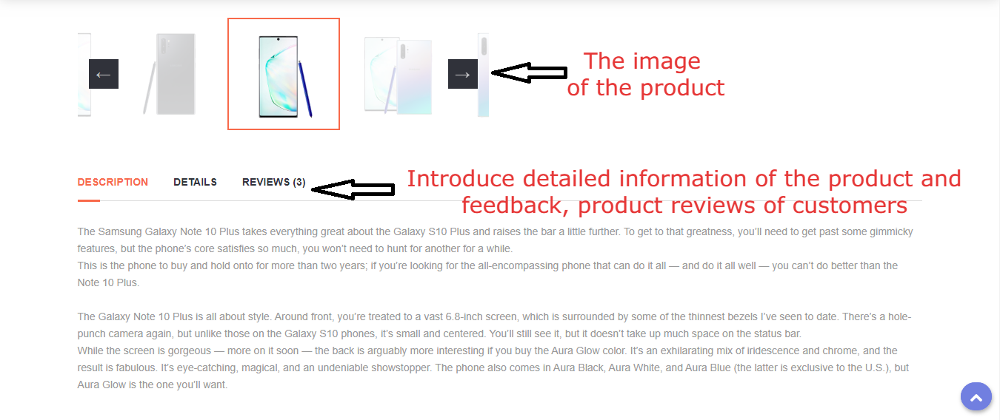 The image
of the product
DESCRIPTION DETAILS REVIEWS (3)
Introduce detailed information of the product and
feedback, product reviews of customers
The Samsung Galaxy Note 10 Plus takes everything great about the Galaxy S10 Plus and raises the bar a little further. To get to that greatness, you’ll need to get past some gimmicky
features, but the phone’s core satisfies so much, you won’t need to hunt for another for a while.
This is the phone to buy and hold onto for more than two years; if you’re looking for the all-encompassing phone that can do it all — and do it all well — you can’t do better than the
Note 10 Plus.
The Galaxy Note 10 Plus is all about style. Around front, you’re treated to a vast 6.8-inch screen, which is surrounded by some of the thinnest bezels I’ve seen to date. There’s a hole-
punch camera again, but unlike those on the Galaxy S10 phones, it’s small and centered. You’ll still see it, but it doesn’t take up much space on the status bar.
While the screen is gorgeous — more on it soon — the back is arguably more interesting if you buy the Aura Glow color. It’s an exhilarating mix of iridescence and chrome, and the
result is fabulous. It’s eye-catching, magical, and an undeniable showstopper. The phone also comes in Aura Black, Aura White, and Aura Blue (the latter is exclusive to the U.S.), but
Aura Glow is the one you’ll want.